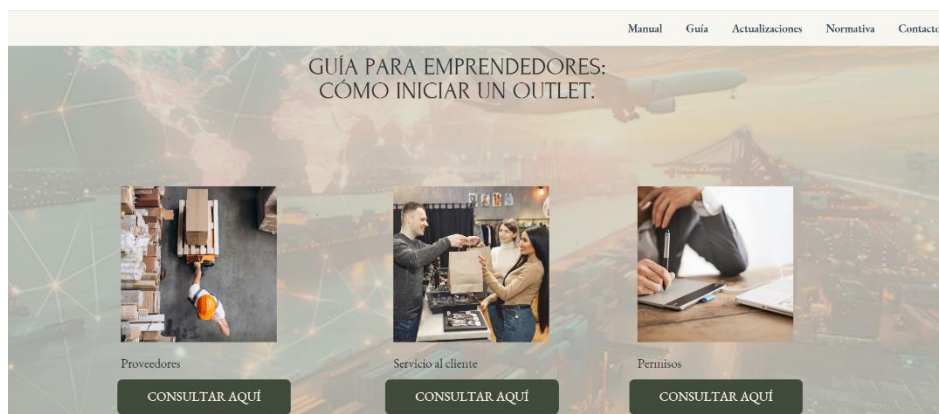 Manual Guía Actualizaciones Normativa Contacto
GUÍA PARA EMPRENDEDORES:
CÓMO INICIAR UN OUTLET.
Proveedores
Servicio al cliente
Permisos
CONSULTAR AQUÍ
CONSULTAR AQUÍ
CONSULTAR AQUÍ